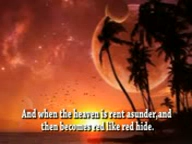 And when the heaven is rent asunder,and
then becomes red like red hide.